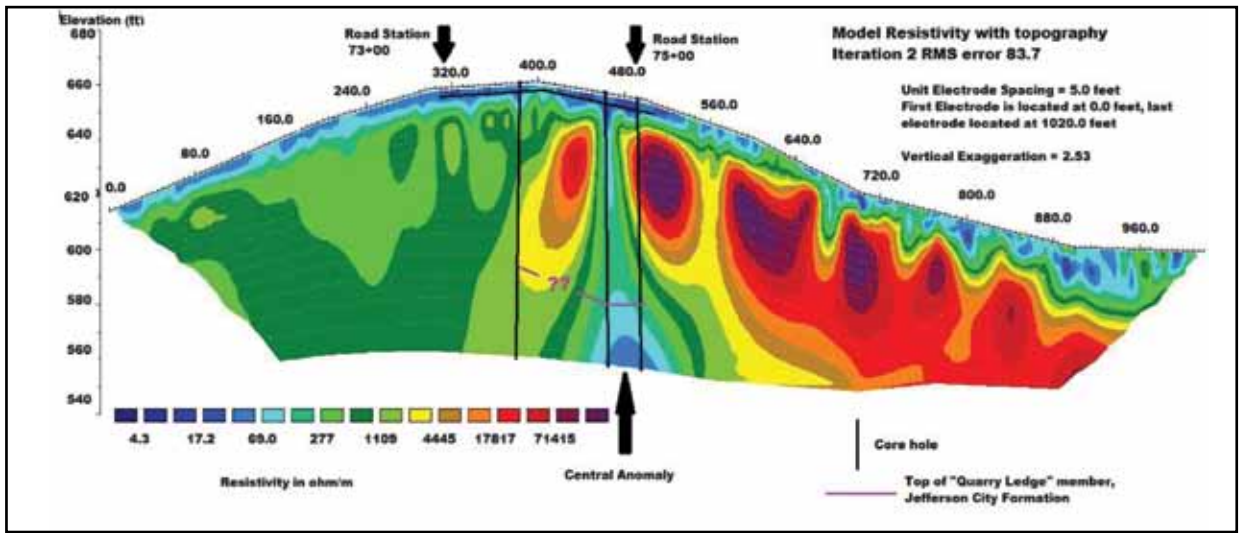 Elevation (ft)
680
660
640
620
600
580
560
540
Road Station
73+00
Road Station
75+00
Model Resistivity with topography
Iteration 2 RMS error 83.7
Unit Electrode Spacing = 5.0 feet
First Electrode is located at 0.0 feet, last
electrode located at 1020.0 feet
Vertical Exaggeration = 2.53
0.0
80.0
160.0
240.0
320.0
400.0
480.0
560.0
640.0
720.0
800.0
880.0
960.0
??
4.3 17.2 69.0 277 1109 4445 17817 71415
Resistivity in ohm/m
Central Anomaly
Core hole
Top of "Quarry Ledge" member,
Jefferson City Formation